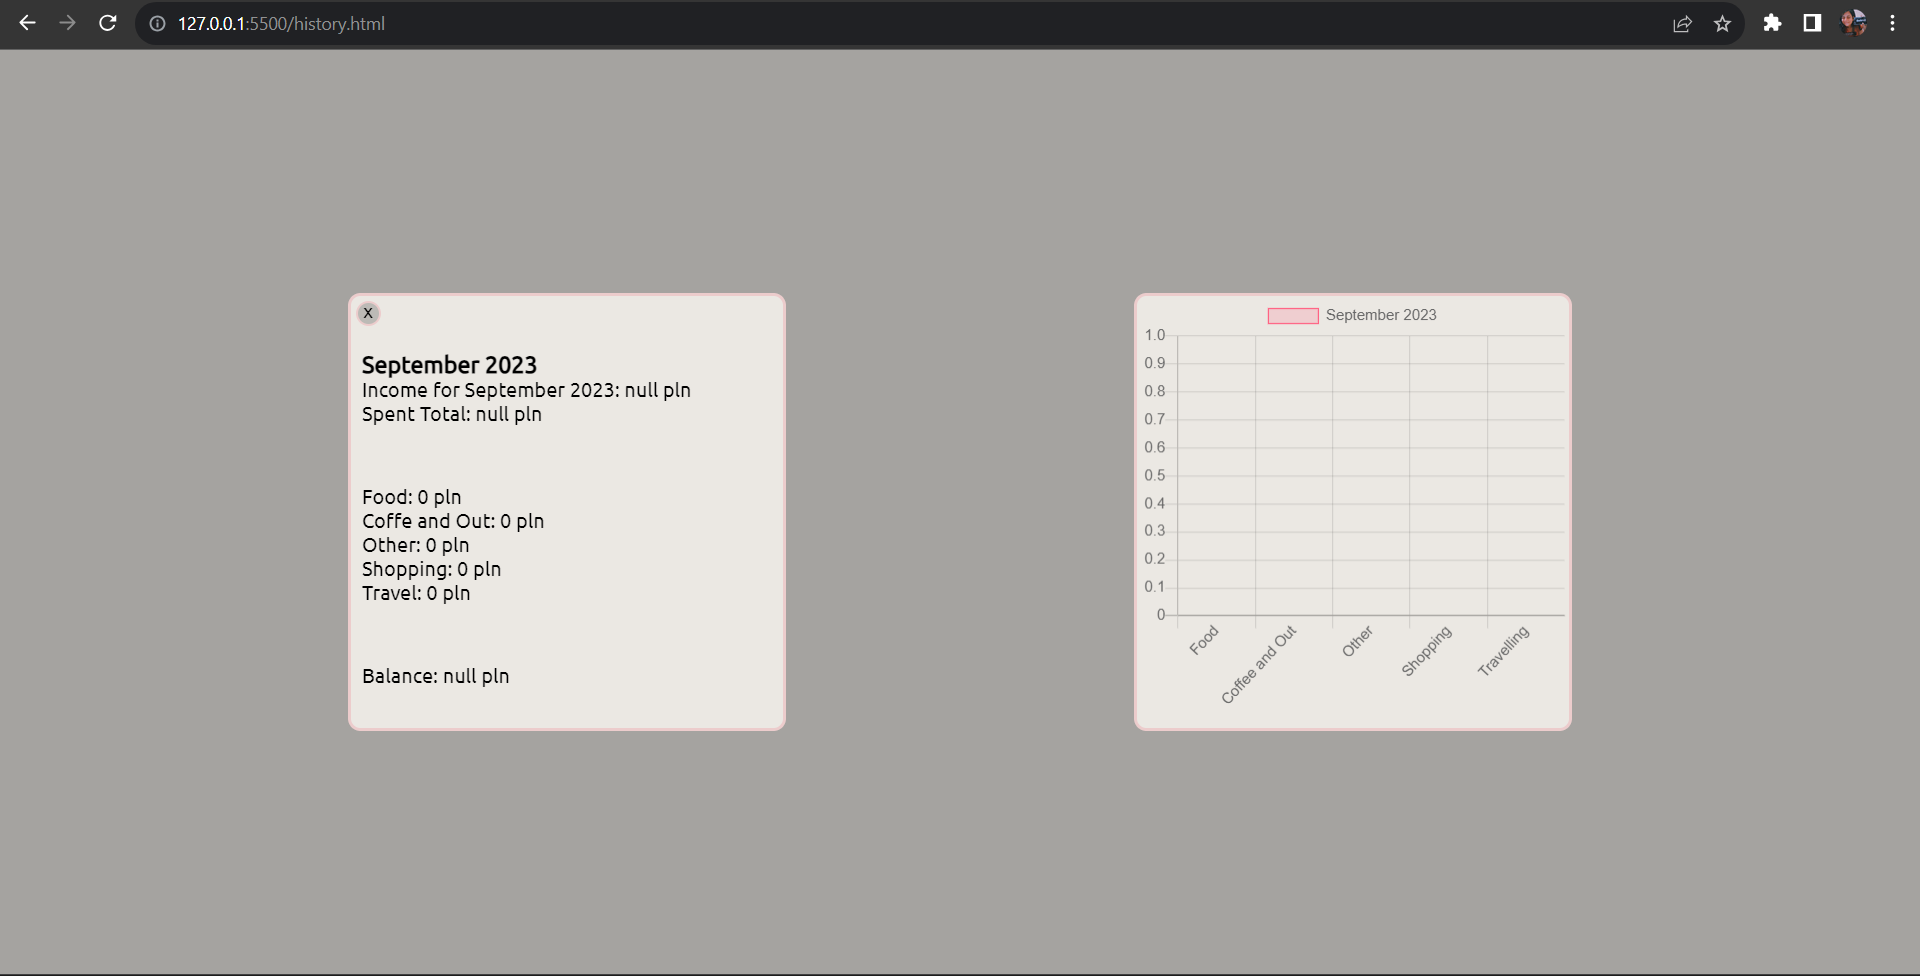 127.0.0.1:5500/history.html
X
September 2023
Income for September 2023: null pln
Spent Total: null pln
Food: 0 pln
Coffe and Out: 0 pln
Other: 0 pln
Shopping: 0 pln
Travel: 0 pln
Balance: null pln
September 2023
1.0
0.9
0.8
0.7
0.6
0.5
0.4
0.3
0.2
0.1
0
Food
Coffee and Out
Other
Shopping
Travelling